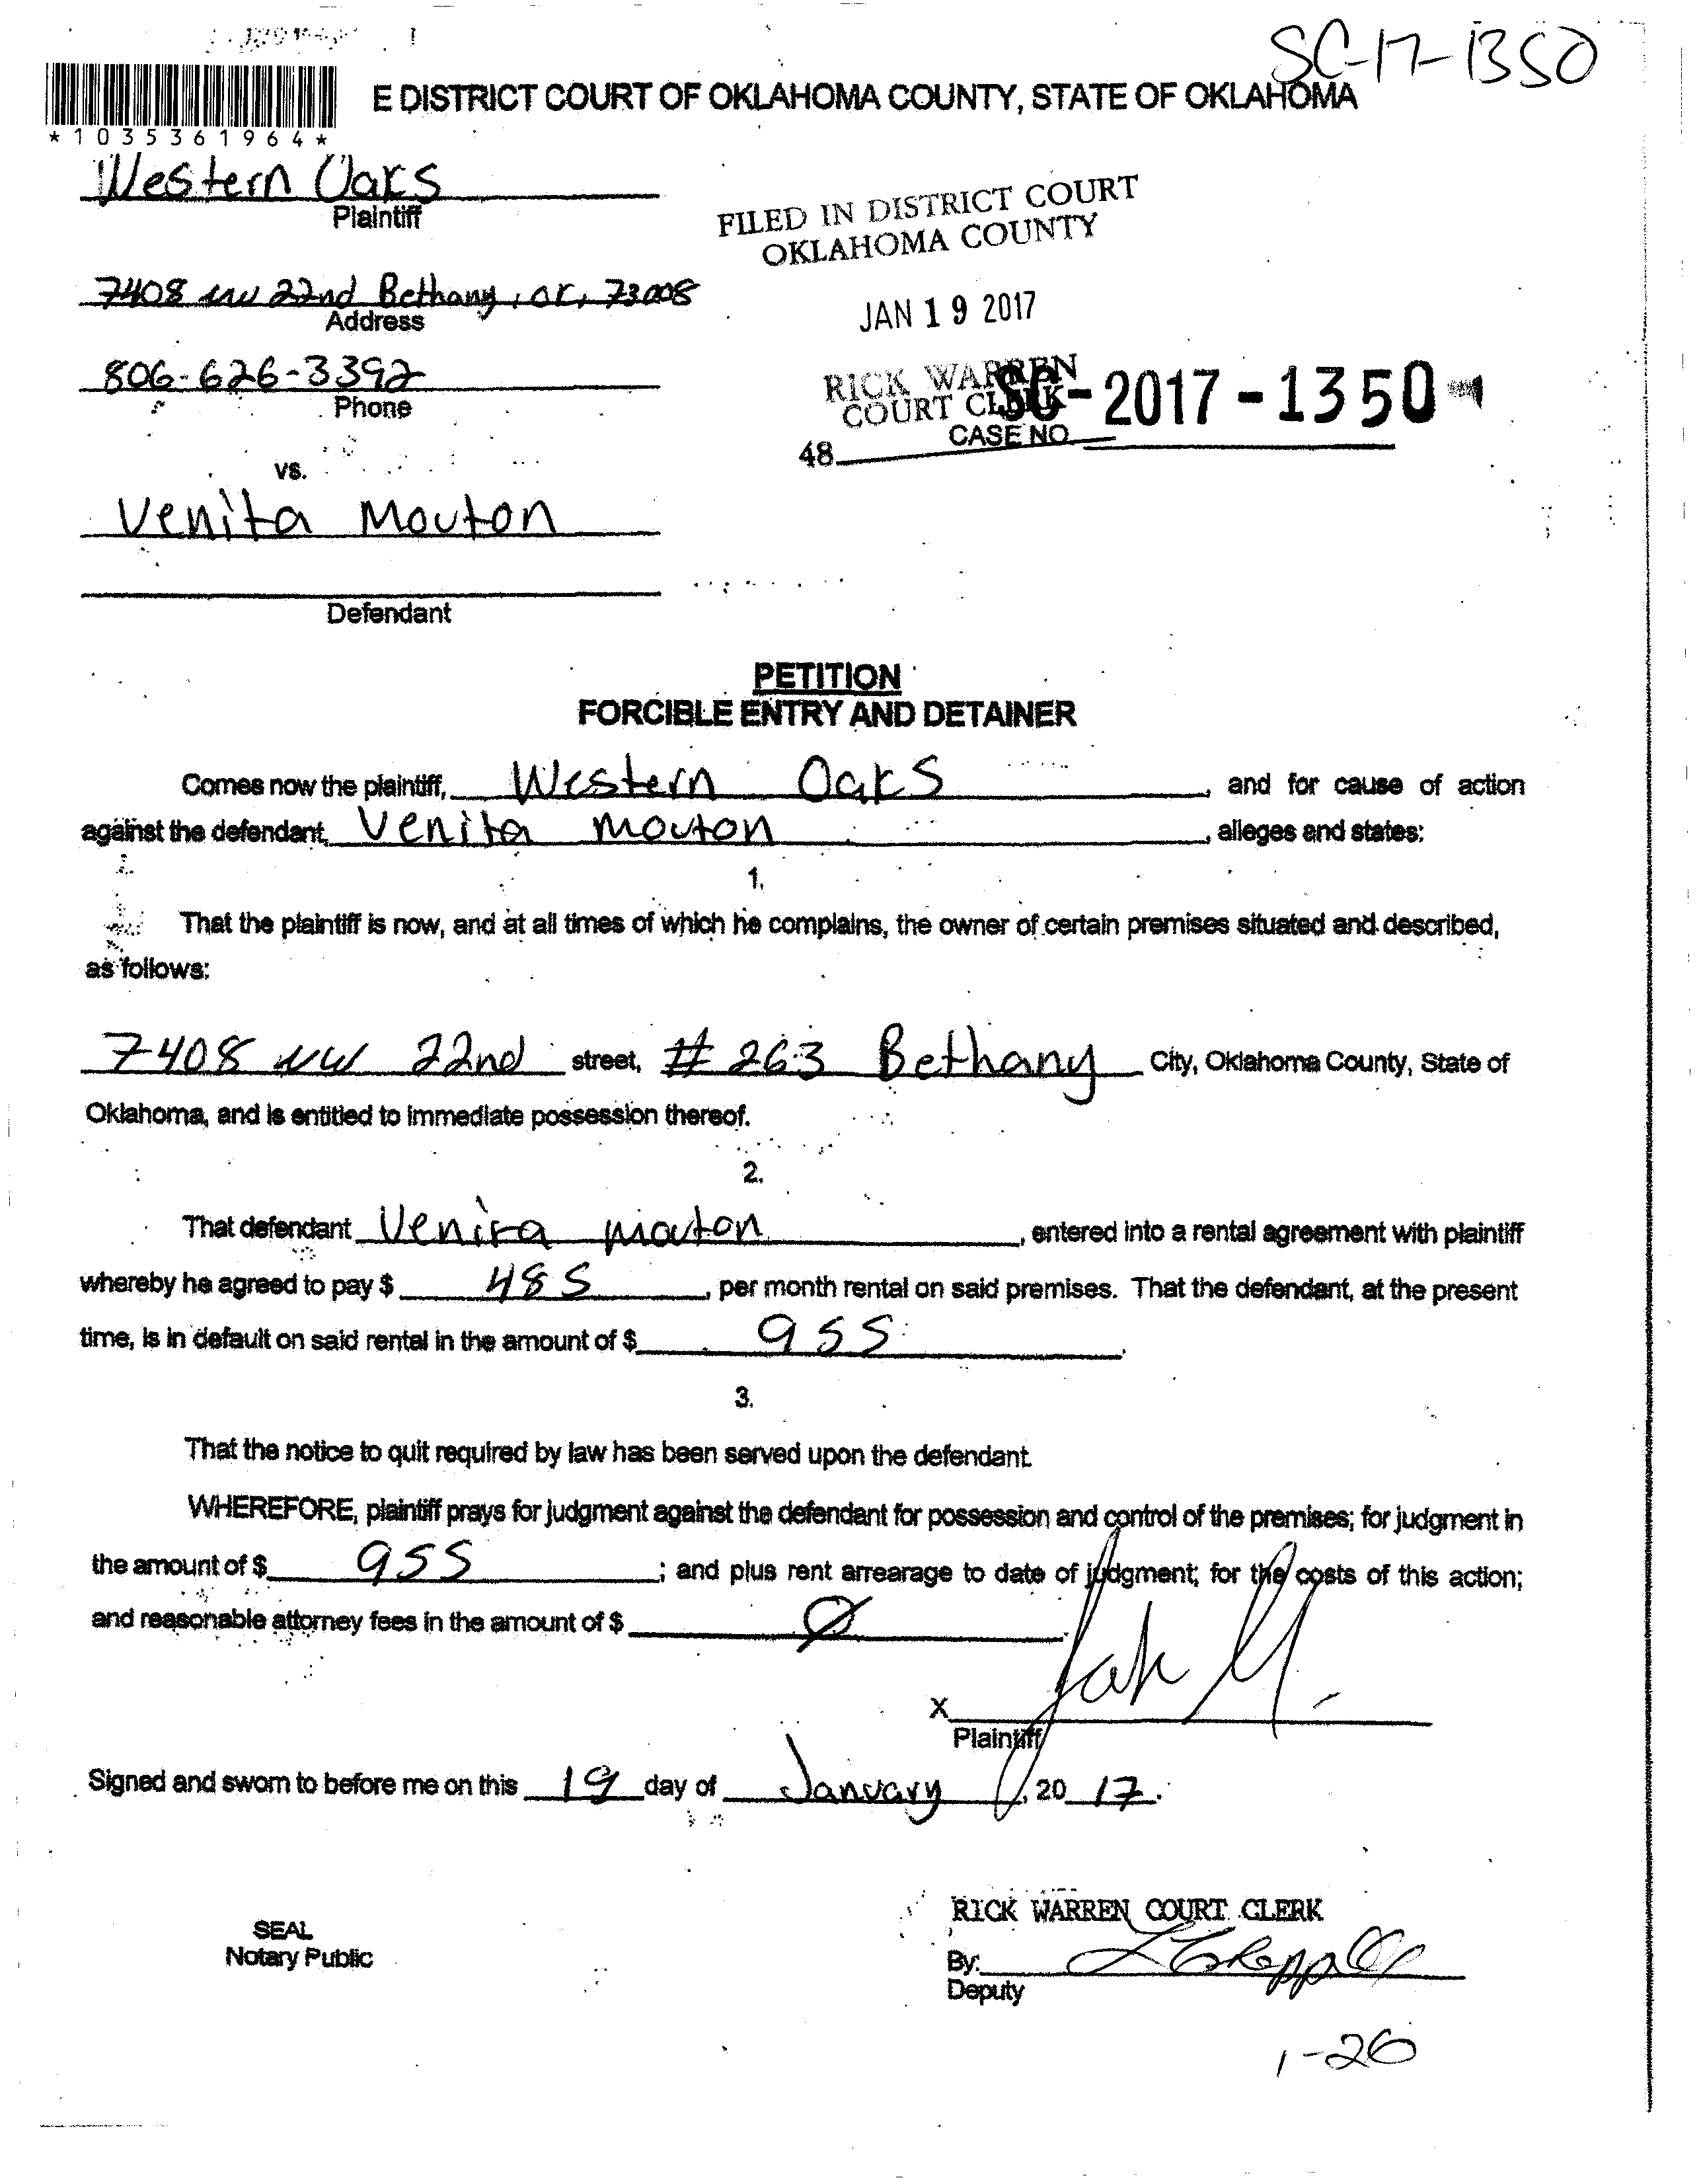 SC-17-1350
E DISTRICT COURT OF OKLAHOMA COUNTY, STATE OF OKLAHOMA
*1035361964*
Western Oaks
Plaintiff
FILED IN DISTRICT COURT
OKLAHOMA COUNTY
7408 NW 22nd Bethany, OK, 73008
Address
JAN 19 2017
806-626-3392
Phone
RICK WARREN
COURT CLERK
SC-2017-1350
48
CASE NO.
vs.
Venita Mouton
Defendant
PETITION
FORCIBLE ENTRY AND DETAINER
Comes now the plaintiff, Western Oaks, and for cause of action
against the defendant, Venita Mouton, alleges and states:
1.
That the plaintiff is now, and at all times of which he complains, the owner of certain premises situated and described,
as follows:
7408 NW 22nd street, # 263 Bethany City, Oklahoma County, State of
Oklahoma, and is entitled to immediate possession thereof.
2.
That defendant Venita Mouton, entered into a rental agreement with plaintiff
whereby he agreed to pay $ 485, per month rental on said premises. That the defendant, at the present
time, is in default on said rental in the amount of $ 955.
3.
That the notice to quit required by law has been served upon the defendant.
WHEREFORE, plaintiff prays for judgment against the defendant for possession and control of the premises; for judgment in
the amount of $ 955; and plus rent arrearage to date of judgment; for the costs of this action;
and reasonable attorney fees in the amount of $ Ø.
X
Plaintiff
Signed and sworn to before me on this 19 day of January, 20 17.
RICK WARREN COURT CLERK
SEAL
Notary Public
By:
Deputy
1-26